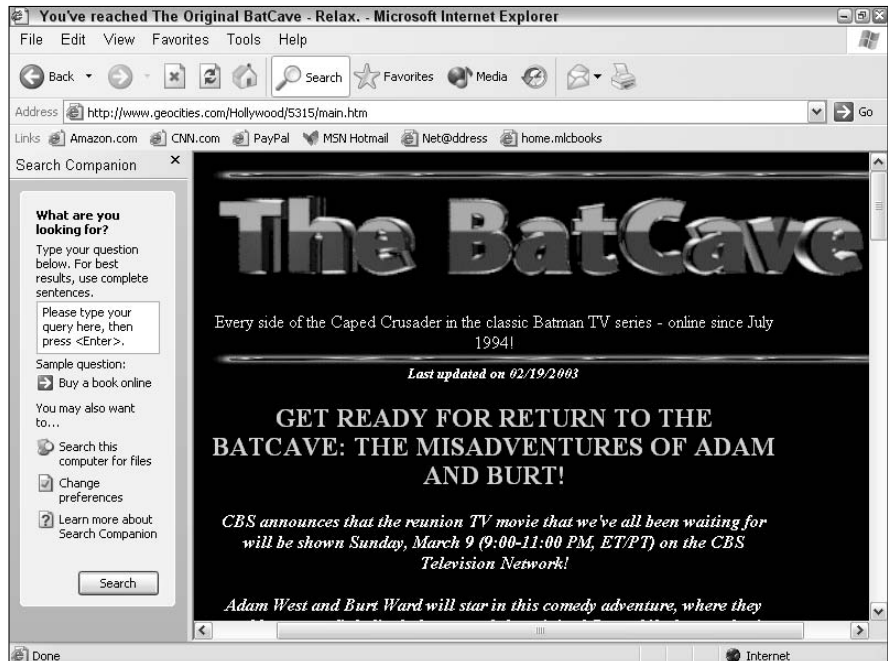 You've reached The Original BatCave - Relax. - Microsoft Internet Explorer
File Edit View Favorites Tools Help
Back Search Favorites Media
Address http://www.geocities.com/Hollywood/5315/main.htm Go
Links Amazon.com CNN.com PayPal MSN Hotmail Net@ddress home.mlcbooks
Search Companion
What are you
looking for?
Type your question
below. For best
results, use complete
sentences.
Please type your
query here, then
press <Enter>.
Sample question:
Buy a book online
You may also want
to...
Search this
computer for files
Change
preferences
Learn more about
Search Companion
Search
The BatCave
Every side of the Caped Crusader in the classic Batman TV series - online since July
1994!
Last updated on 02/19/2003
GET READY FOR RETURN TO THE
BATCAVE: THE MISADVENTURES OF ADAM
AND BURT!
CBS announces that the reunion TV movie that we've all been waiting for
will be shown Sunday, March 9 (9:00-11:00 PM, ET/PT) on the CBS
Television Network!
Adam West and Burt Ward will star in this comedy adventure, where they
Done Internet